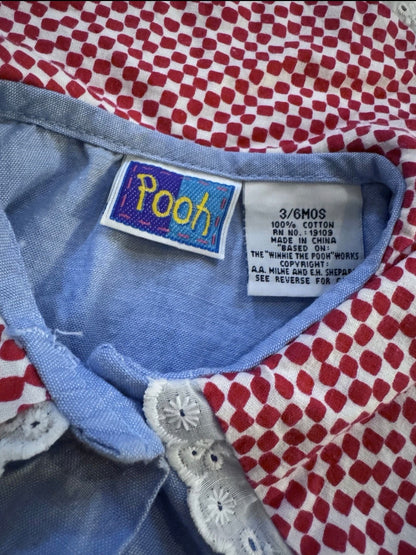 Pooh
3/6MOS
100% COTTON
RN NO.: 19109
MADE IN CHINA
"BASED ON:
THE "WINNIE THE POOH" WORKS
COPYRIGHT:
A.A. MILNE AND E.H. SHEPARD
SEE REVERSE FOR